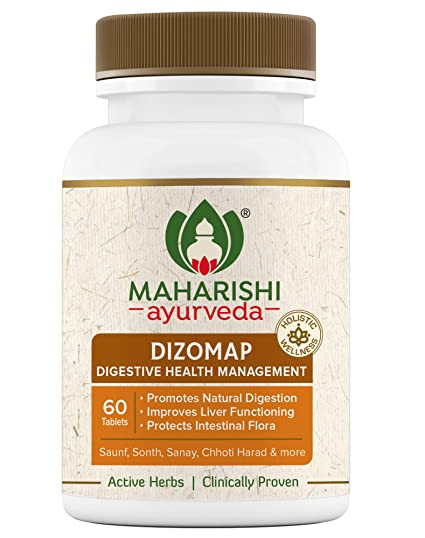 ®
MAHARISHI
ayurveda
HOLISTIC
WELLNESS
DIZOMAP
DIGESTIVE HEALTH MANAGEMENT
60
Tablets
• Promotes Natural Digestion
• Improves Liver Functioning
• Protects Intestinal Flora
Saunf, Sonth, Sanay, Chhoti Harad & more
Active Herbs | Clinically Proven